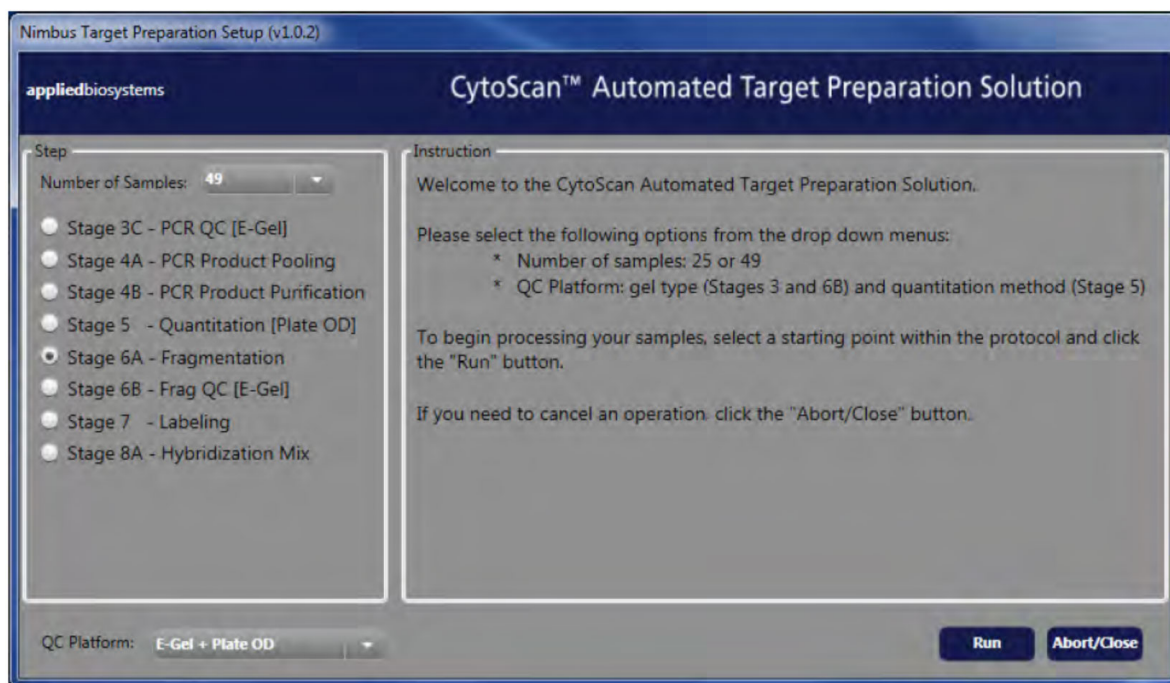 Nimbus Target Preparation Setup (v1.0.2)
appliedbiosystems
CytoScan™ Automated Target Preparation Solution
Step
Number of Samples: 49
Stage 3C - PCR QC [E-Gel]
Stage 4A - PCR Product Pooling
Stage 4B - PCR Product Purification
Stage 5 - Quantitation [Plate OD]
Stage 6A - Fragmentation
Stage 6B - Frag QC [E-Gel]
Stage 7 - Labeling
Stage 8A - Hybridization Mix
Instruction
Welcome to the CytoScan Automated Target Preparation Solution.
Please select the following options from the drop down menus:
* Number of samples: 25 or 49
* QC Platform: gel type (Stages 3 and 6B) and quantitation method (Stage 5)
To begin processing your samples, select a starting point within the protocol and click
the "Run" button.
If you need to cancel an operation click the "Abort/Close" button.
QC Platform: E-Gel + Plate OD
Run
Abort/Close